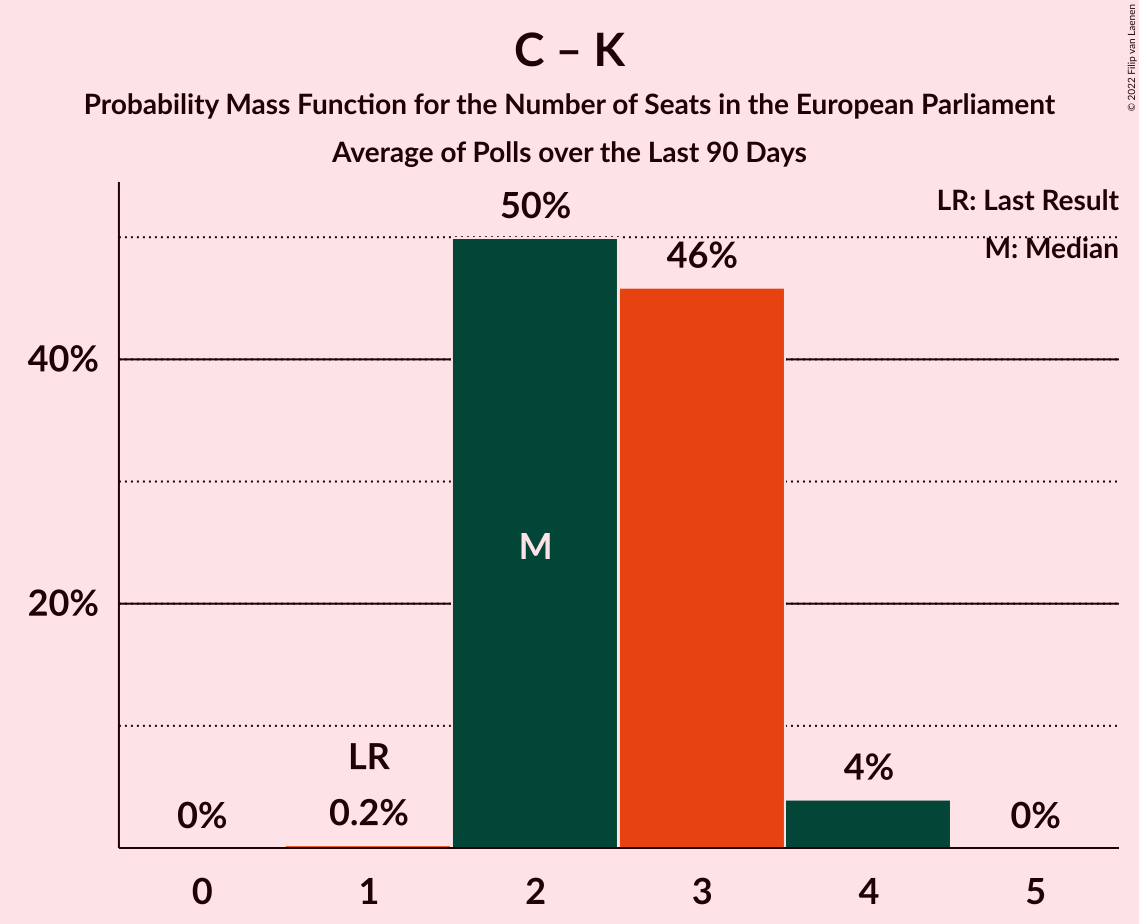 C – K
Probability Mass Function for the Number of Seats in the European Parliament
Average of Polls over the Last 90 Days
© 2022 Filip van Laenen
LR: Last Result
M: Median
50%
46%
40%
M
20%
LR
4%
0%
0.2%
0%
0
1
2
3
4
5